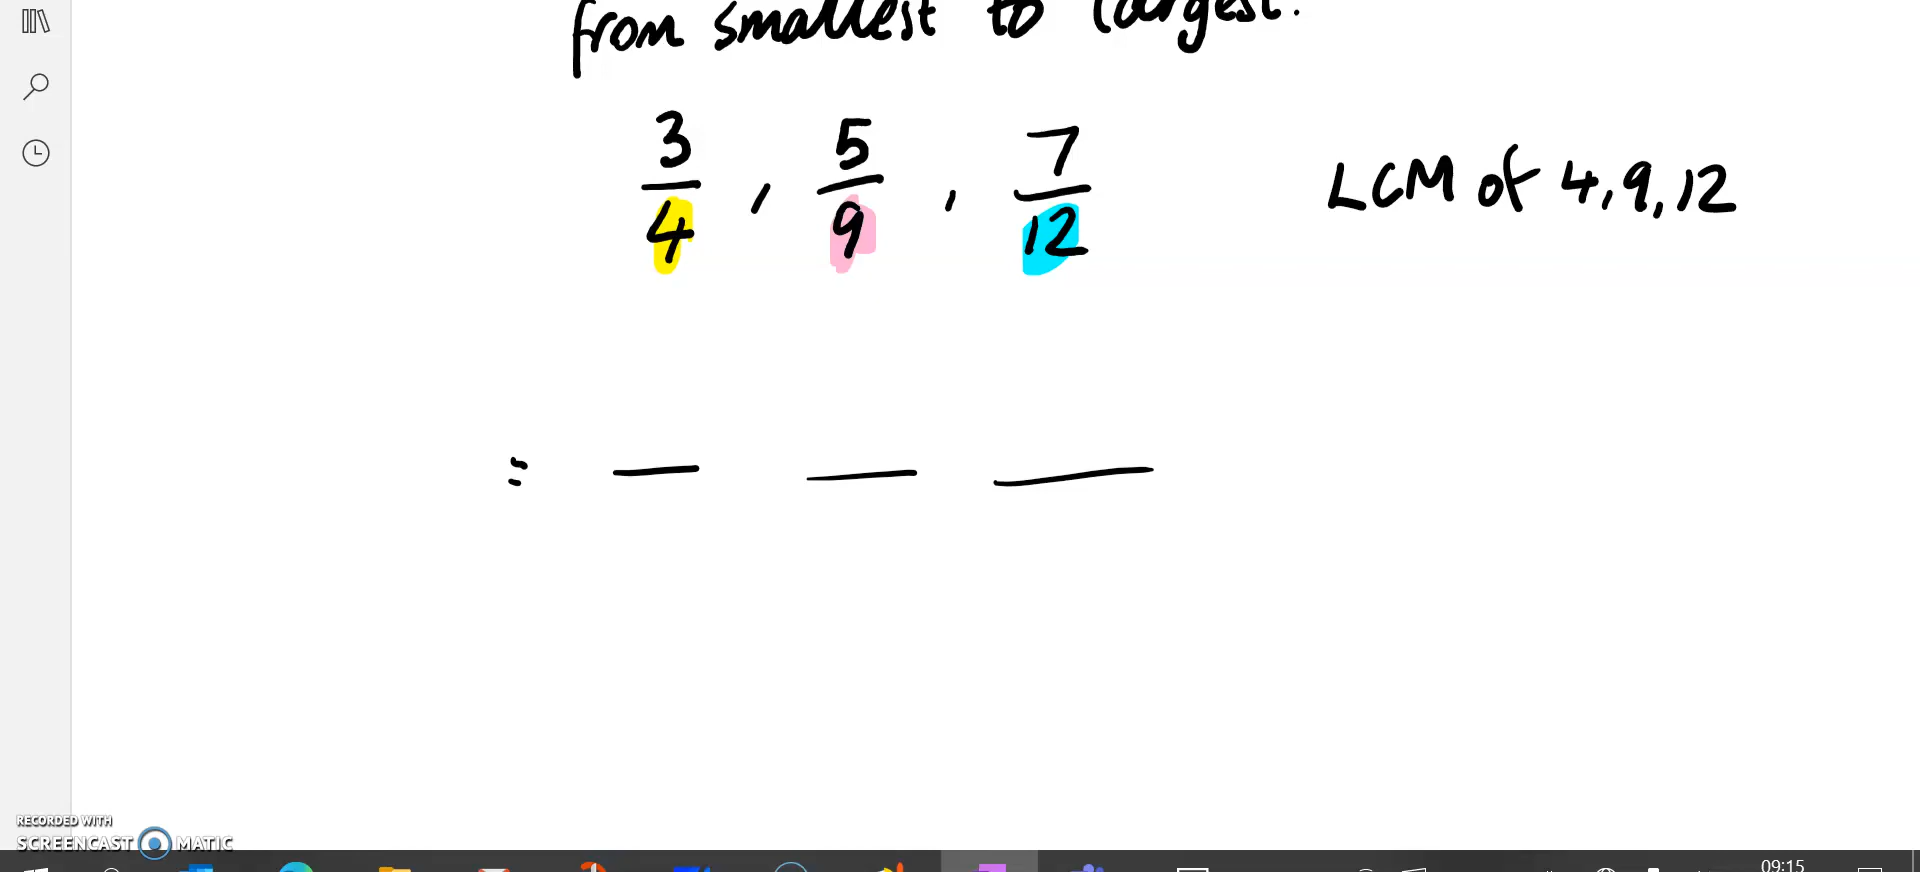 from smallest to largest.
3/4 , 5/9 , 7/12
LCM of 4, 9, 12
=
RECORDED WITH
SCREENCAST MATIC
09:15